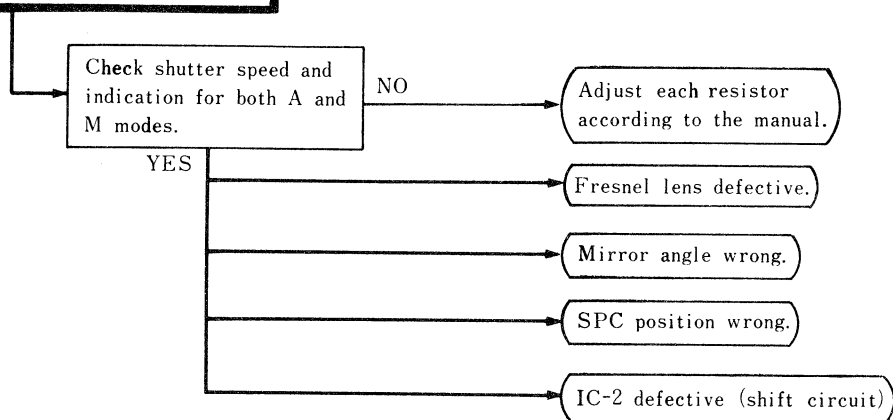 Check shutter speed and
indication for both A and
M modes.
NO
Adjust each resistor
according to the manual.
YES
Fresnel lens defective.
Mirror angle wrong.
SPC position wrong.
IC-2 defective (shift circuit)